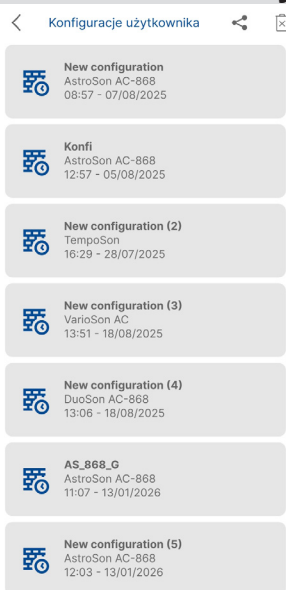 Konfiguracje użytkownika
New configuration
AstroSon AC-868
08:57 - 07/08/2025
Konfi
AstroSon AC-868
12:57 - 05/08/2025
New configuration (2)
TempoSon
16:29 - 28/07/2025
New configuration (3)
VarioSon AC
13:51 - 18/08/2025
New configuration (4)
DuoSon AC-868
13:06 - 18/08/2025
AS_868_G
AstroSon AC-868
11:07 - 13/01/2026
New configuration (5)
AstroSon AC-868
12:03 - 13/01/2026